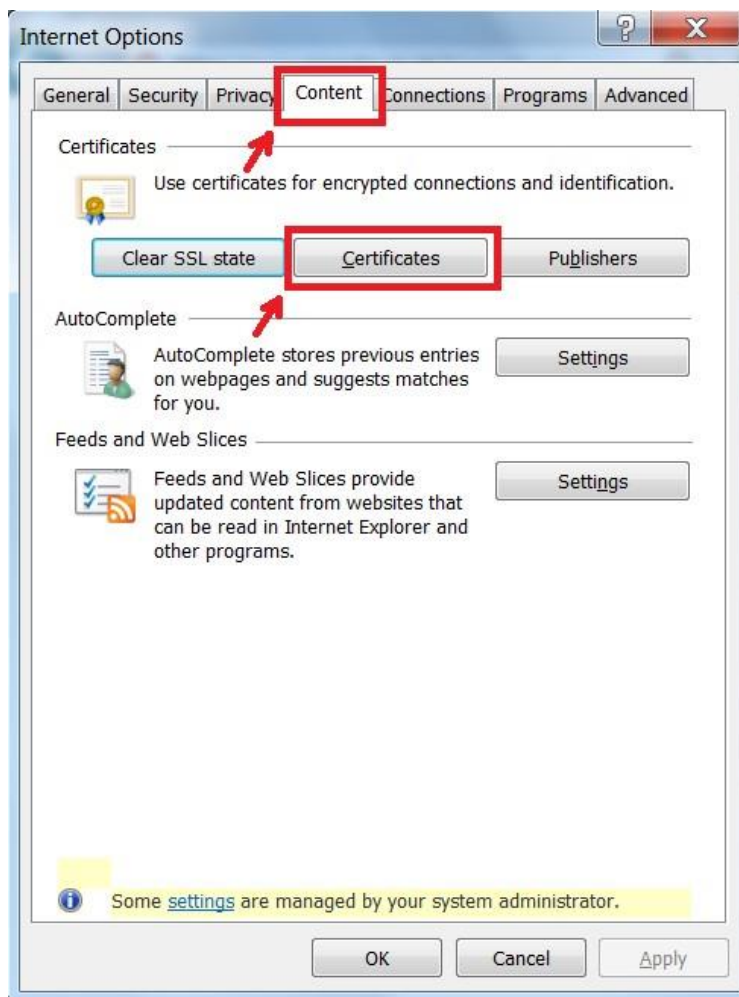 Internet Options
General Security Privacy Content Connections Programs Advanced
Certificates
Use certificates for encrypted connections and identification.
Clear SSL state Certificates Publishers
AutoComplete
AutoComplete stores previous entries
on webpages and suggests matches
for you.
Settings
Feeds and Web Slices
Feeds and Web Slices provide
updated content from websites that
can be read in Internet Explorer and
other programs.
Settings
Some settings are managed by your system administrator.
OK Cancel Apply